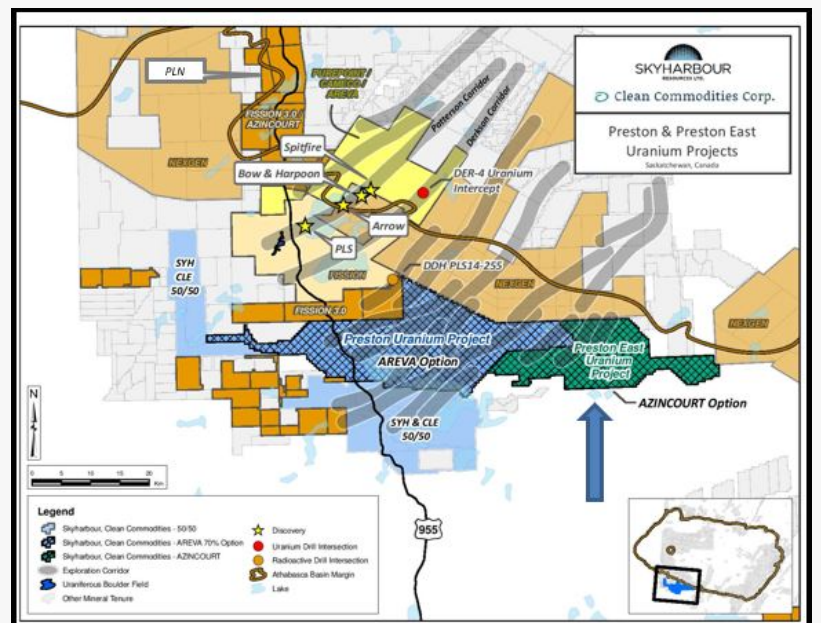 SKYHARBOUR
RESOURCES LTD.
Clean Commodities Corp.
Preston & Preston East
Uranium Projects
Saskatchewan, Canada
PLN
PUREPOINT /
CAMECO /
AREVA
Patterson Corridor
Derkson Corridor
FISSION 3.0 /
AZINCOURT
NEXGEN
Spitfire
Bow & Harpoon
DER-4 Uranium
Intercept
Arrow
PLS
SYH
CLE
50/50
FISSION
DDH PLS14-255
NEXGEN
FISSION 3.0
NEXGEN
Preston Uranium Project
AREVA Option
Preston East
Uranium
Project
AZINCOURT Option
SYH & CLE
50/50
N
0 5 10 15 20
Km
955
Legend
Skyharbour, Clean Commodities - 50/50
Skyharbour, Clean Commodities - AREVA 70% Option
Skyharbour, Clean Commodities - AZINCOURT
Exploration Corridor
Uraniferous Boulder Field
Other Mineral Tenure
Discovery
Uranium Drill Intersection
Radioactive Drill Intersection
Athabasca Basin Margin
Lake